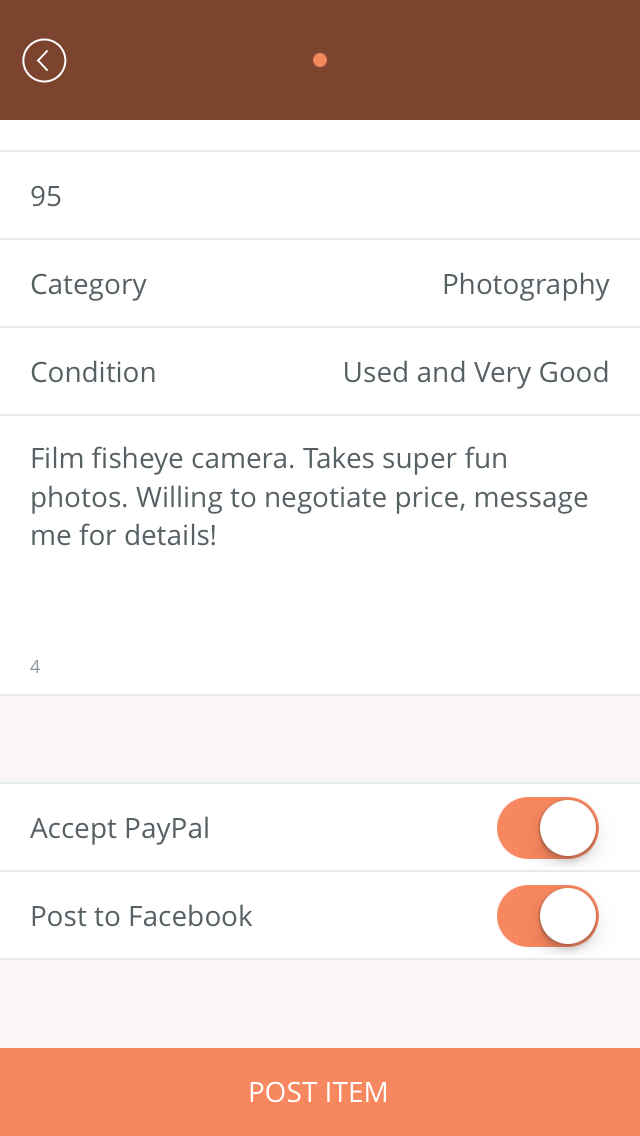 95
Category Photography
Condition Used and Very Good
Film fisheye camera. Takes super fun
photos. Willing to negotiate price, message
me for details!
4
Accept PayPal
Post to Facebook
POST ITEM